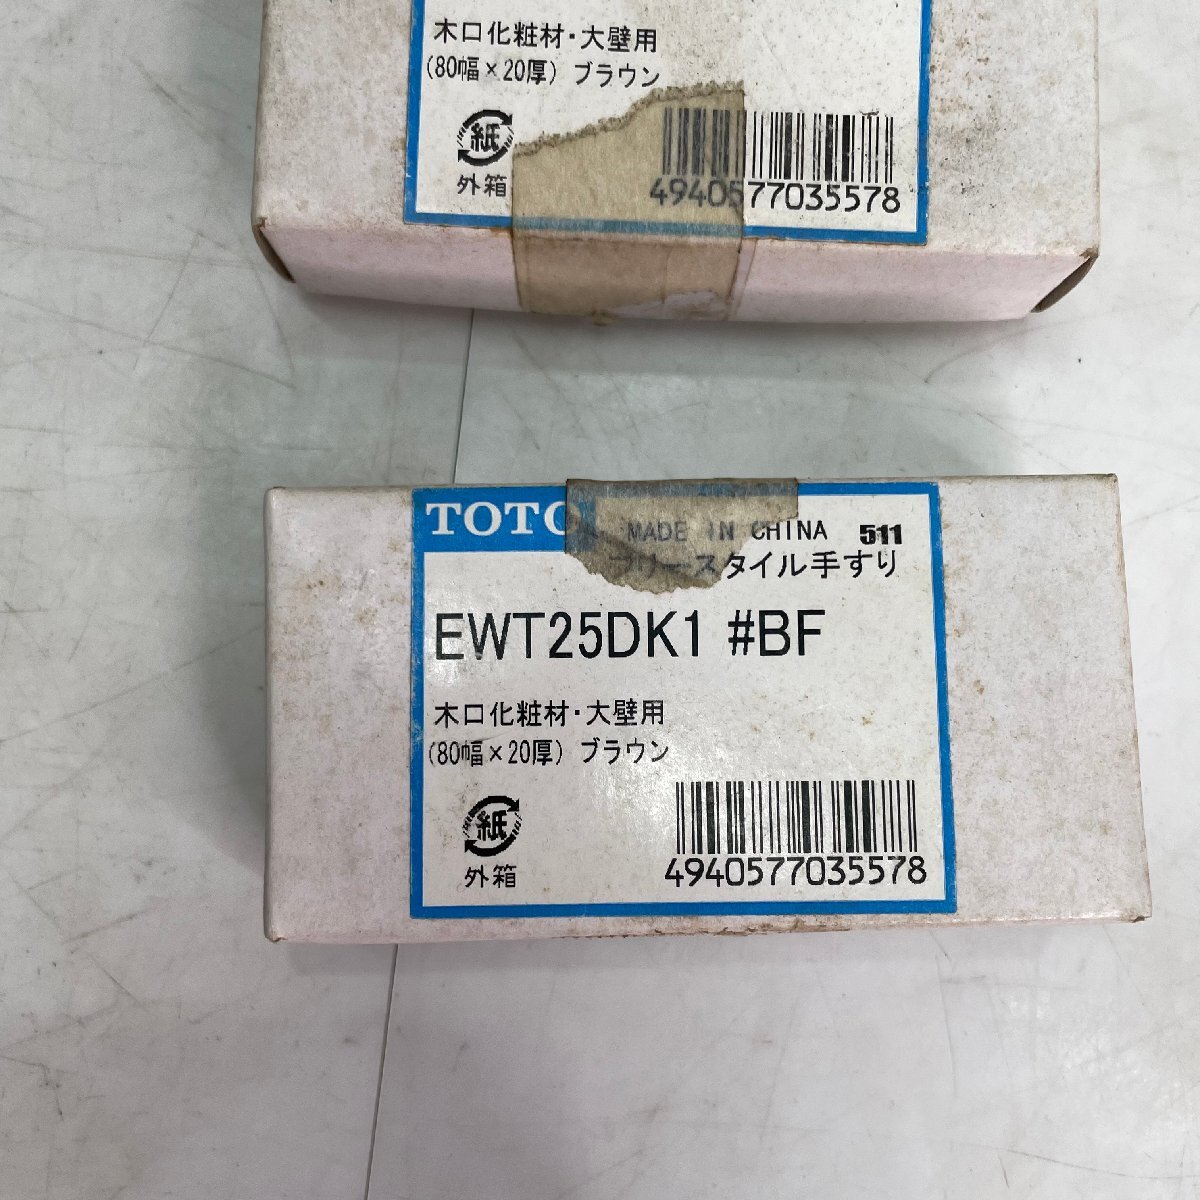 木口化粧材・大壁用
(80幅×20厚) ブラウン
紙
外箱
4940577035578
TOTO
MADE IN CHINA 511
フリースタイル手すり
EWT25DK1 #BF
木口化粧材・大壁用
(80幅×20厚) ブラウン
紙
外箱
4940577035578